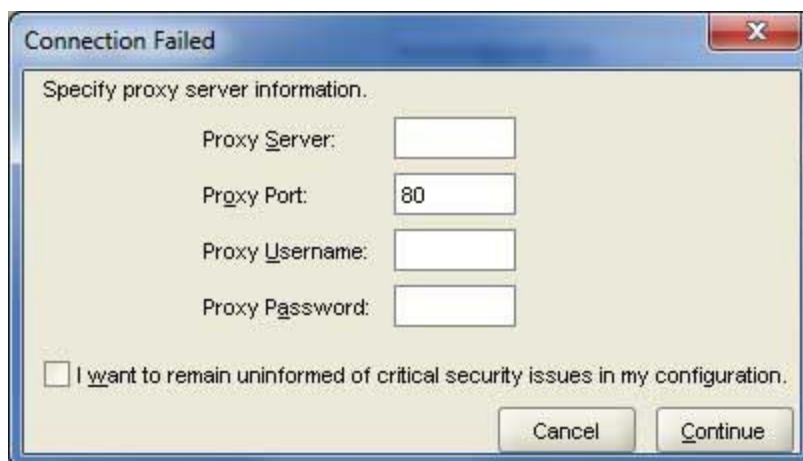 Connection Failed
Specify proxy server information.
Proxy Server:
Proxy Port: 80
Proxy Username:
Proxy Password:
I want to remain uninformed of critical security issues in my configuration.
Cancel Continue